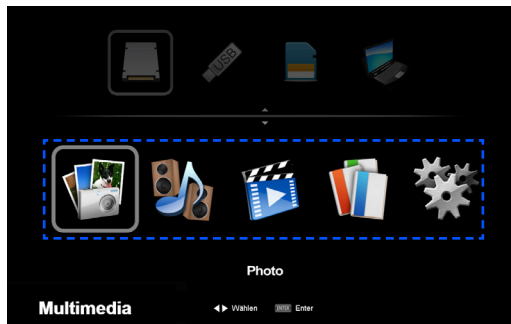 USB
Photo
Multimedia
Wählen
ENTER Enter